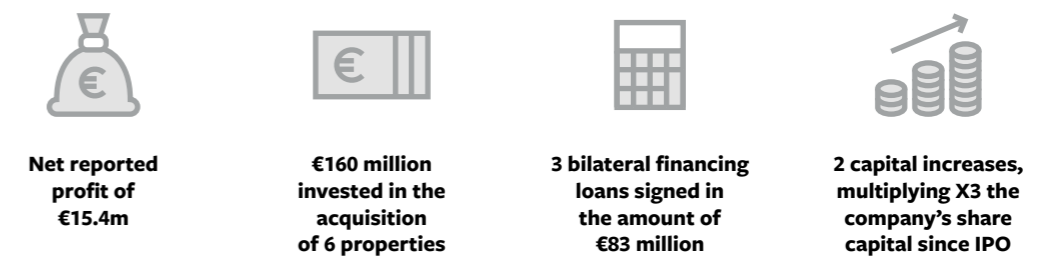 €
€
Net reported
profit of
€15.4m
€160 million
invested in the
acquisition
of 6 properties
3 bilateral financing
loans signed in
the amount of
€83 million
2 capital increases,
multiplying X3 the
company's share
capital since IPO